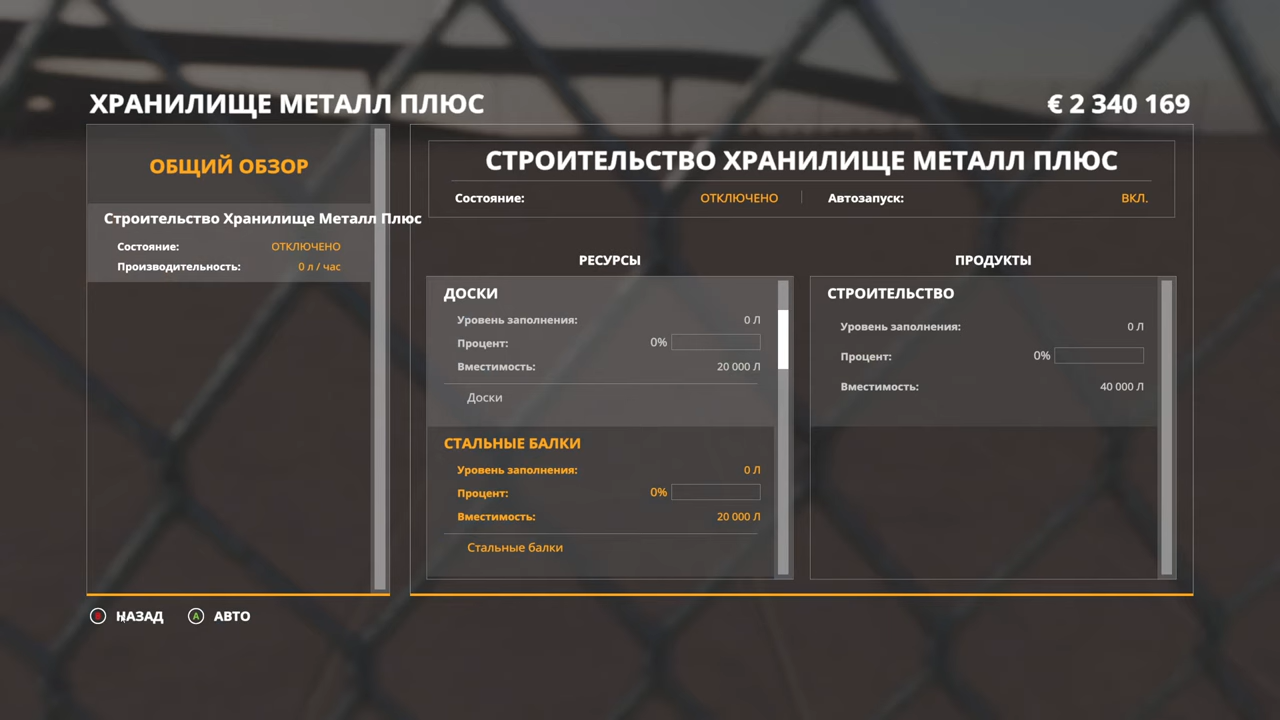 ХРАНИЛИЩЕ МЕТАЛЛ ПЛЮС
€ 2 340 169
ОБЩИЙ ОБЗОР
Строительство Хранилище Металл Плюс
Состояние: ОТКЛЮЧЕНО
Производительность: 0 л / час
СТРОИТЕЛЬСТВО ХРАНИЛИЩЕ МЕТАЛЛ ПЛЮС
Состояние: ОТКЛЮЧЕНО
Автозапуск: ВКЛ.
РЕСУРСЫ
ДОСКИ
Уровень заполнения: 0 Л
Процент: 0%
Вместимость: 20 000 Л
Доски
СТАЛЬНЫЕ БАЛКИ
Уровень заполнения: 0 Л
Процент: 0%
Вместимость: 20 000 Л
Стальные балки
ПРОДУКТЫ
СТРОИТЕЛЬСТВО
Уровень заполнения: 0 Л
Процент: 0%
Вместимость: 40 000 Л
B НАЗАД A АВТО